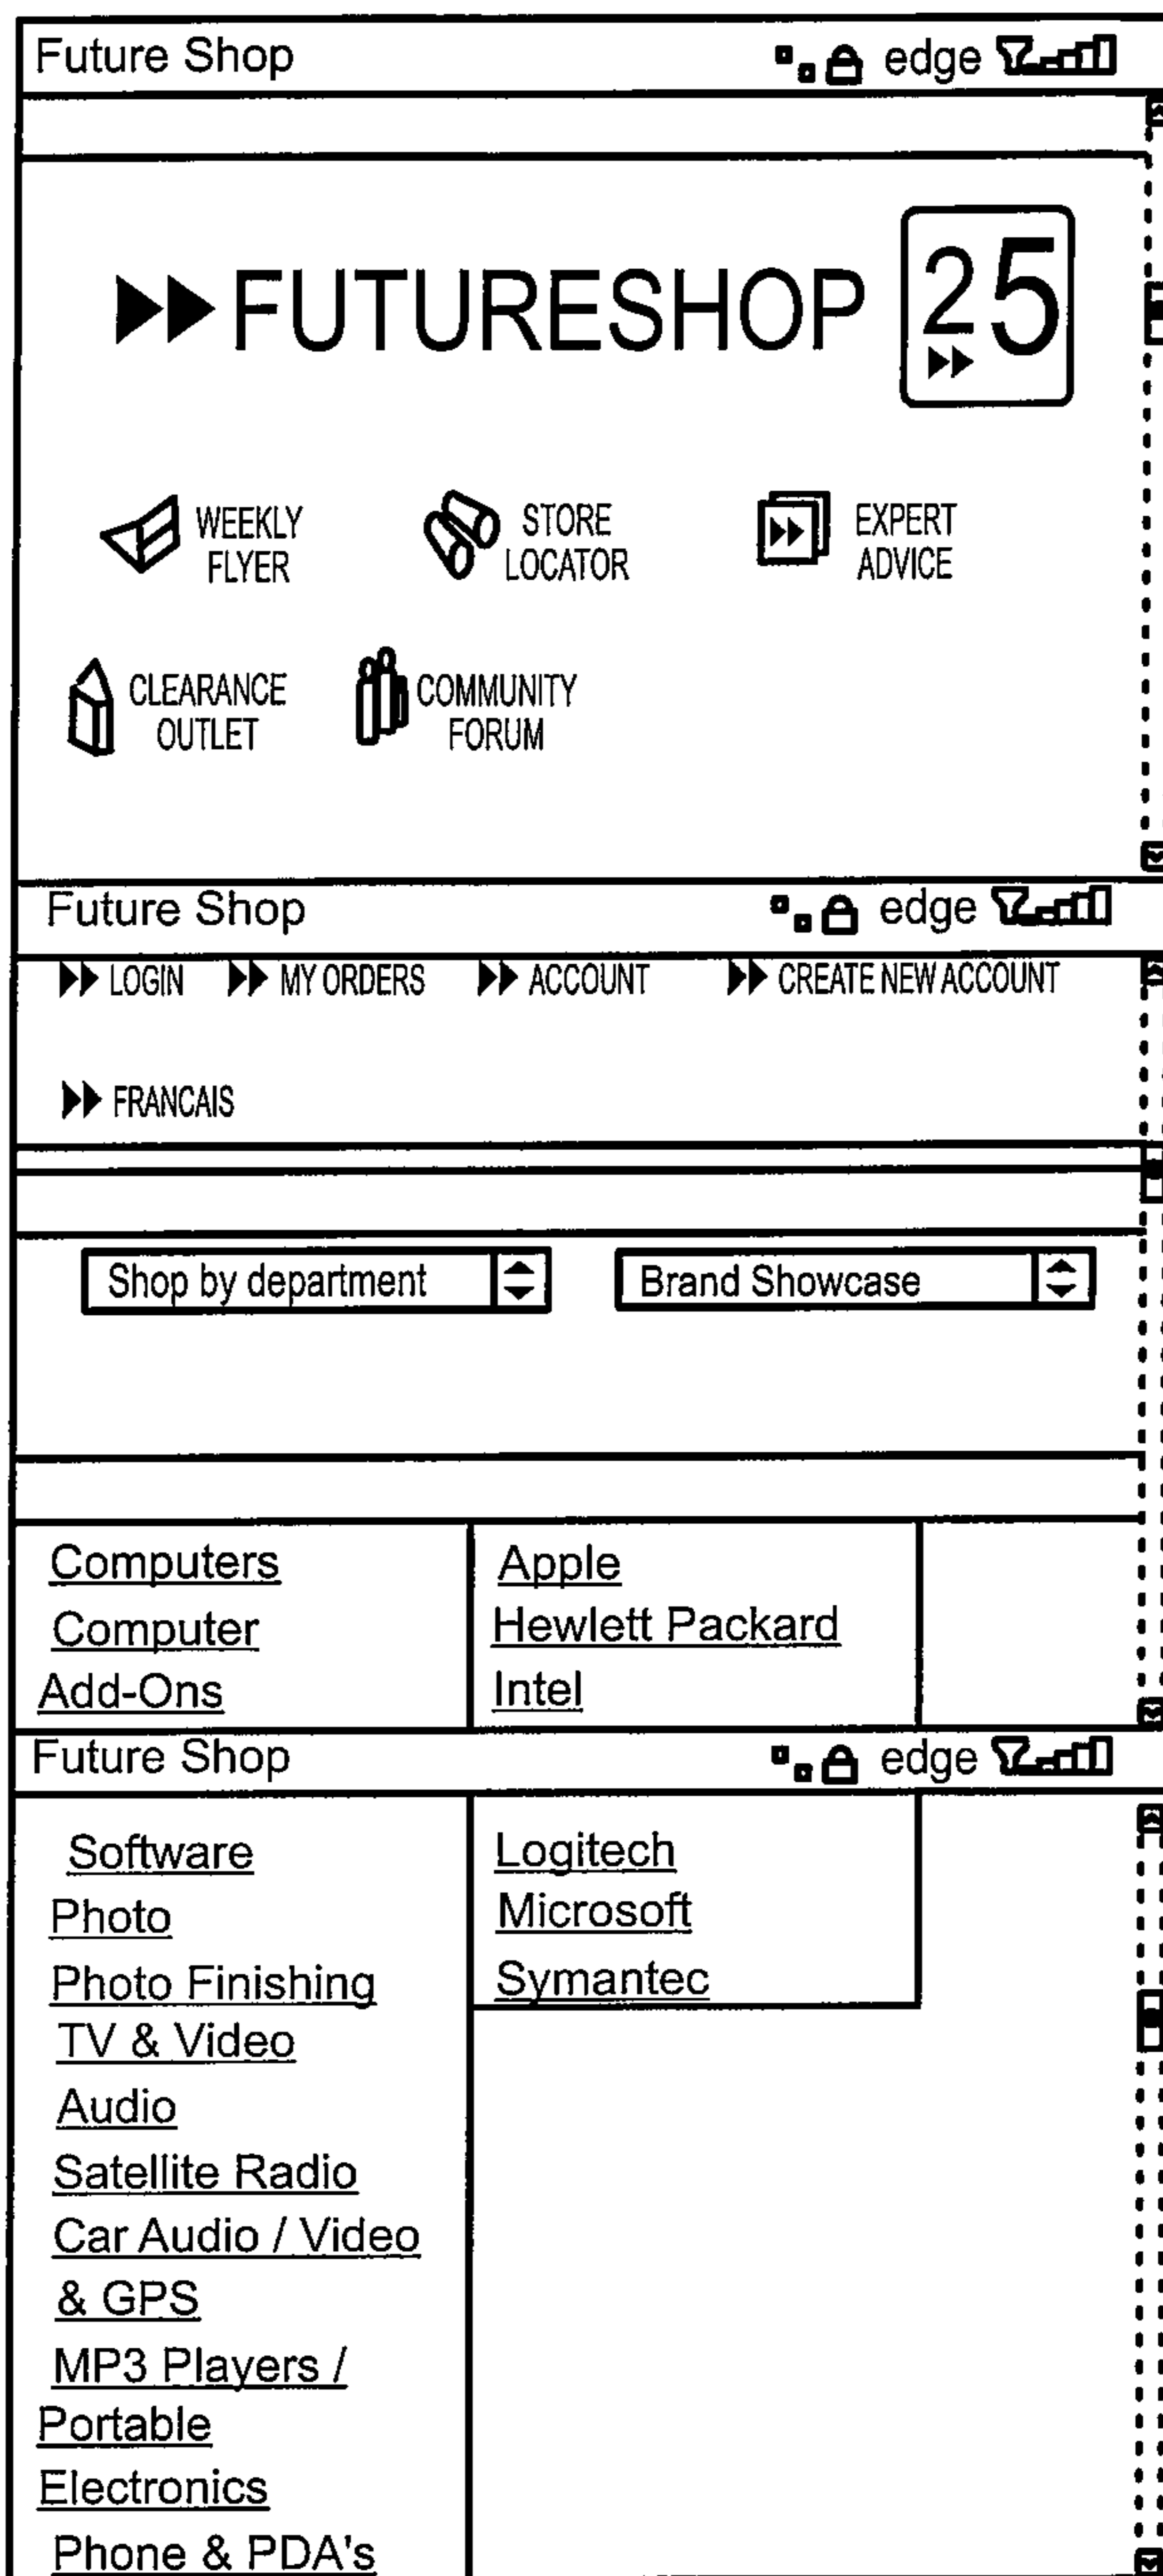 Future Shop edge
FUTURESHOP 25
WEEKLY FLYER
STORE LOCATOR
EXPERT ADVICE
CLEARANCE OUTLET
COMMUNITY FORUM
Future Shop edge
LOGIN MY ORDERS ACCOUNT CREATE NEW ACCOUNT
FRANCAIS
Shop by department Brand Showcase
Computers
Computer
Add-Ons
Apple
Hewlett Packard
Intel
Future Shop edge
Software
Photo
Photo Finishing
TV & Video
Audio
Satellite Radio
Car Audio / Video
& GPS
MP3 Players /
Portable
Electronics
Phone & PDA's
Logitech
Microsoft
Symantec